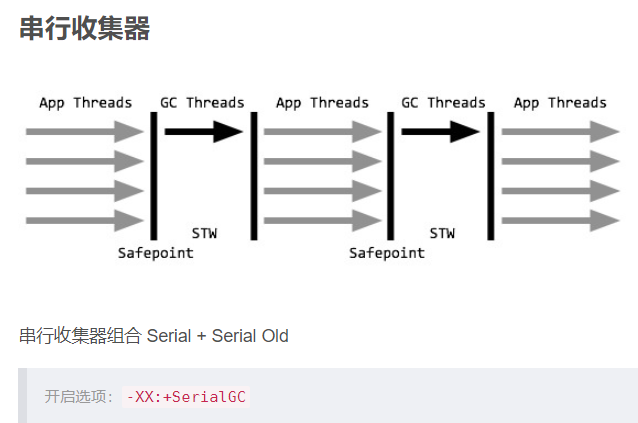 串行收集器
App Threads GC Threads App Threads GC Threads App Threads
STW STW
Safepoint Safepoint
串行收集器组合 Serial + Serial Old
开启选项：-XX:+SerialGC